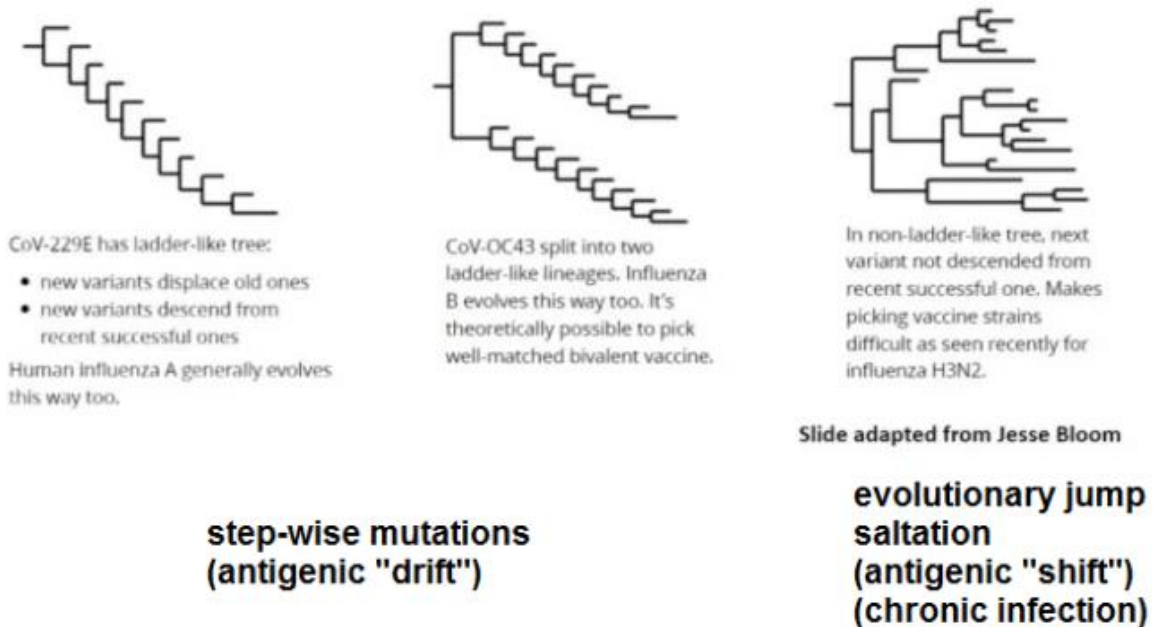 CoV-229E has ladder-like tree:
• new variants displace old ones
• new variants descend from
recent successful ones
Human influenza A generally evolves
this way too.
CoV-OC43 split into two
ladder-like lineages. Influenza
B evolves this way too. It's
theoretically possible to pick
well-matched bivalent vaccine.
In non-ladder-like tree, next
variant not descended from
recent successful one. Makes
picking vaccine strains
difficult as seen recently for
influenza H3N2.
Slide adapted from Jesse Bloom
step-wise mutations
(antigenic "drift")
evolutionary jump
saltation
(antigenic "shift")
(chronic infection)